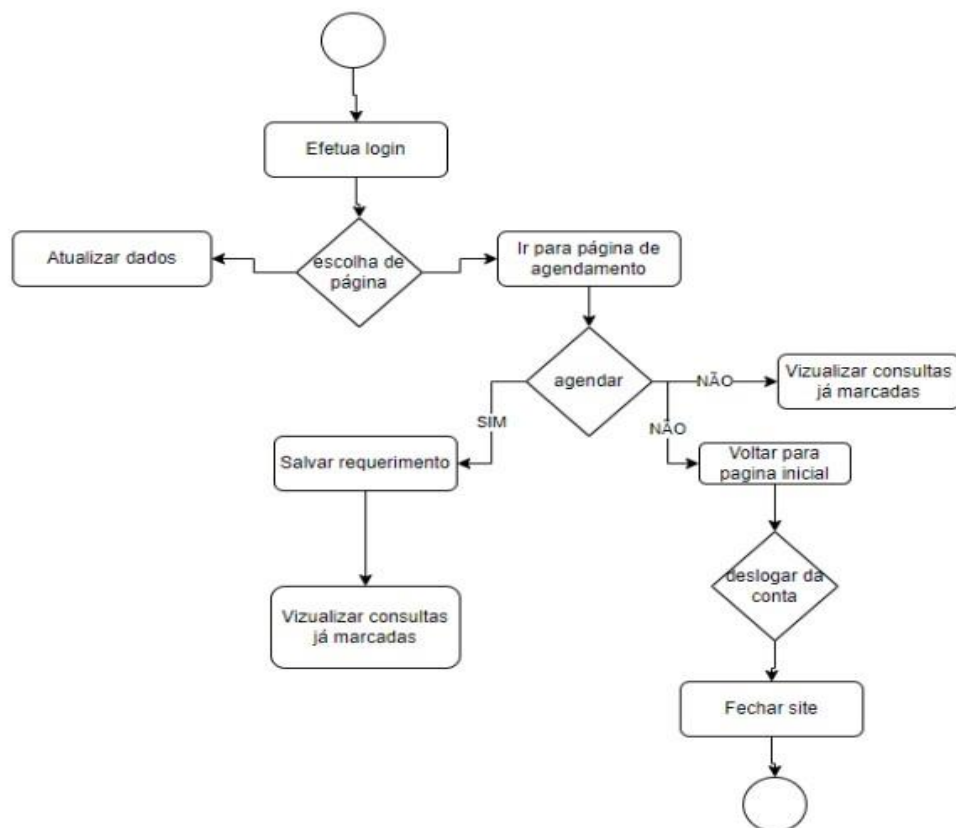 Efetua login
Atualizar dados
escolha de
página
Ir para página de
agendamento
agendar
NÃO
Vizualizar consultas
já marcadas
SIM
NÃO
Salvar requerimento
Voltar para
pagina inicial
Vizualizar consultas
já marcadas
deslogar da
conta
Fechar site